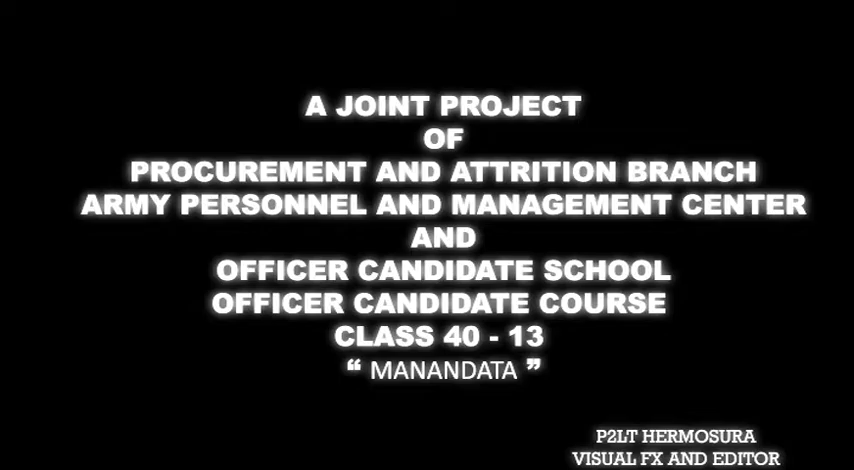 A JOINT PROJECT
OF
PROCUREMENT AND ATTRITION BRANCH
ARMY PERSONNEL AND MANAGEMENT CENTER
AND
OFFICER CANDIDATE SCHOOL
OFFICER CANDIDATE COURSE
CLASS 40 - 13
“ MANANDATA ”
P2LT HERMOSURA
VISUAL FX AND EDITOR